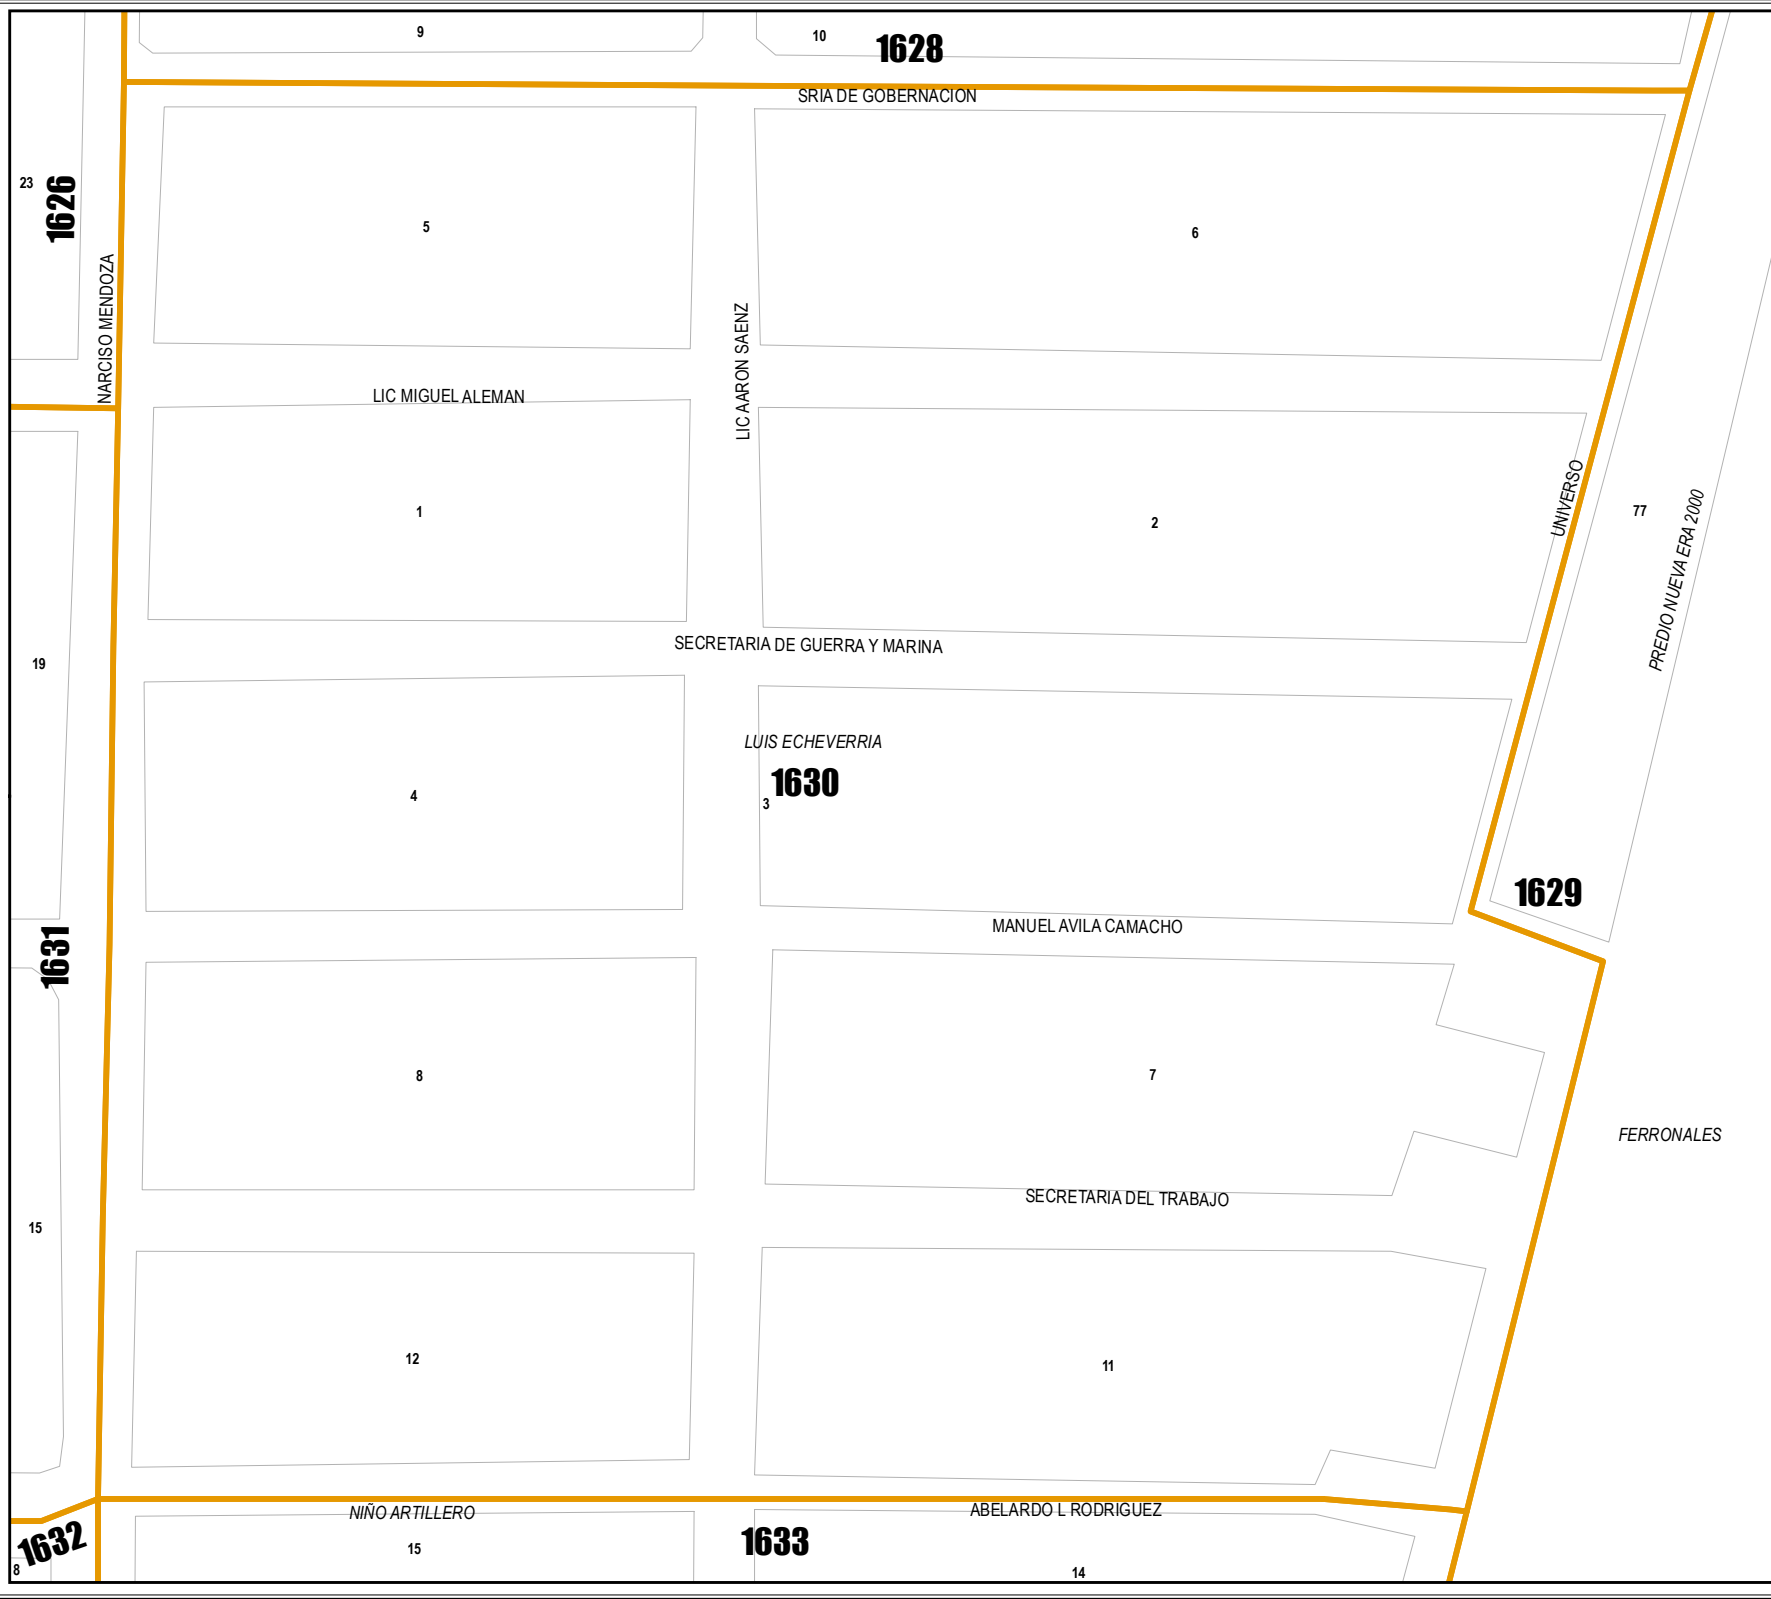 9
10
1628
SRIA DE GOBERNACION
23
1626
5
6
NARCISO MENDOZA
LIC AARON SAENZ
LIC MIGUEL ALEMAN
1
2
UNIVERSO
77
PREDIO NUEVA ERA 2000
SECRETARIA DE GUERRA Y MARINA
19
LUIS ECHEVERRIA
1630
4
3
1629
MANUEL AVILA CAMACHO
1631
8
7
FERRONALES
SECRETARIA DEL TRABAJO
15
12
11
NIÑO ARTILLERO
ABELARDO L RODRIGUEZ
1632
1633
15
8
14